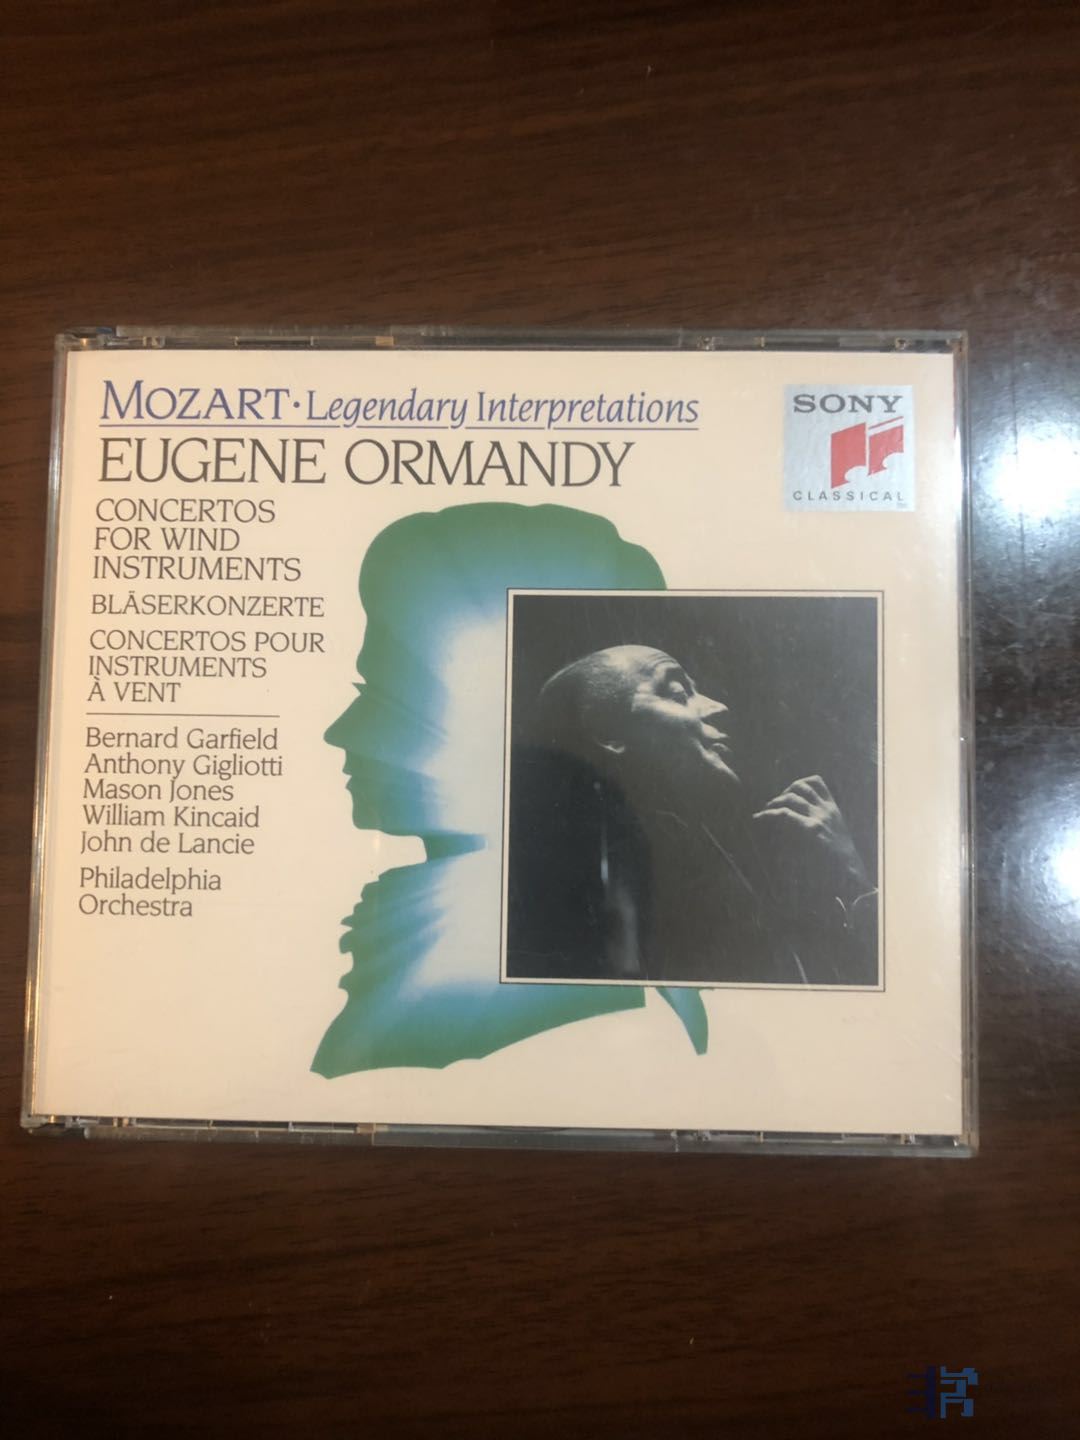 MOZART · Legendary Interpretations
EUGENE ORMANDY
CONCERTOS
FOR WIND
INSTRUMENTS
BLÄSERKONZERTE
CONCERTOS POUR
INSTRUMENTS
À VENT
Bernard Garfield
Anthony Gigliotti
Mason Jones
William Kincaid
John de Lancie
Philadelphia
Orchestra
SONY
CLASSICAL